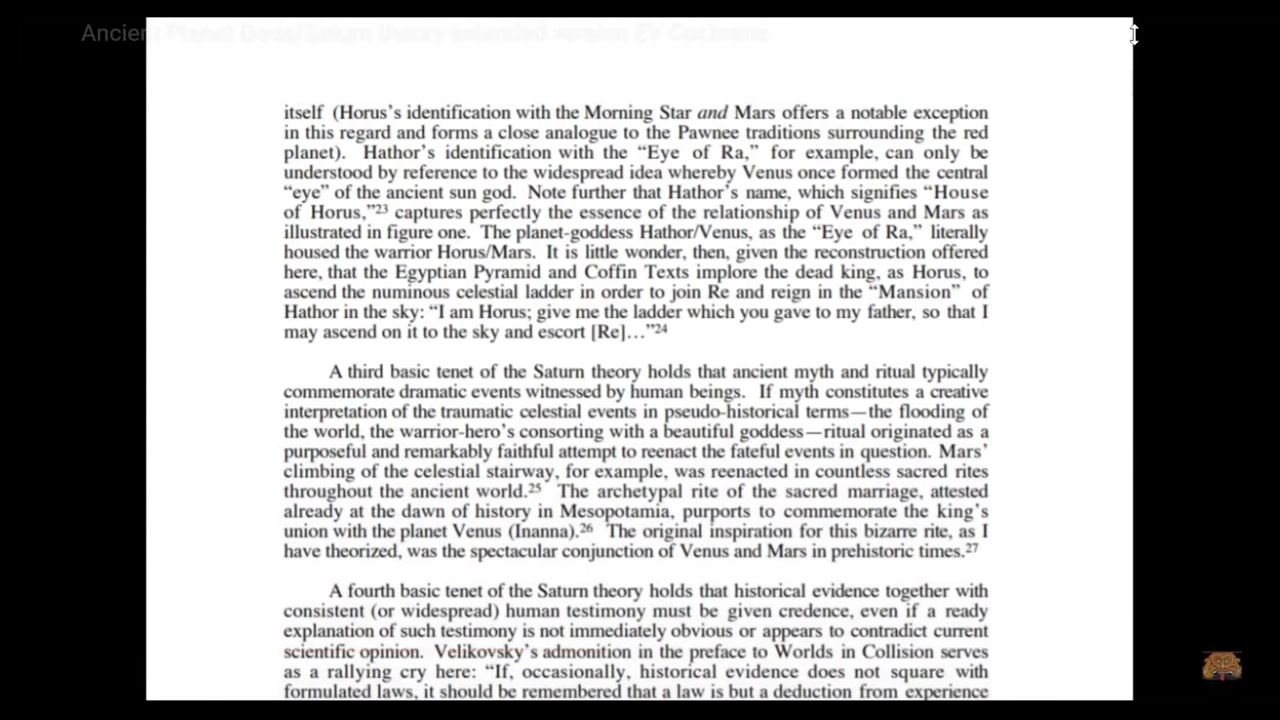 Ancient Planet Gods/Saturn theory extended version EV Cochrane
itself (Horus's identification with the Morning Star and Mars offers a notable exception
in this regard and forms a close analogue to the Pawnee traditions surrounding the red
planet). Hathor's identification with the “Eye of Ra,” for example, can only be
understood by reference to the widespread idea whereby Venus once formed the central
“eye” of the ancient sun god. Note further that Hathor's name, which signifies “House
of Horus,”23 captures perfectly the essence of the relationship of Venus and Mars as
illustrated in figure one. The planet-goddess Hathor/Venus, as the “Eye of Ra,” literally
housed the warrior Horus/Mars. It is little wonder, then, given the reconstruction offered
here, that the Egyptian Pyramid and Coffin Texts implore the dead king, as Horus, to
ascend the numinous celestial ladder in order to join Re and reign in the “Mansion” of
Hathor in the sky: “I am Horus; give me the ladder which you gave to my father, so that I
may ascend on it to the sky and escort [Re]…”24
A third basic tenet of the Saturn theory holds that ancient myth and ritual typically
commemorate dramatic events witnessed by human beings. If myth constitutes a creative
interpretation of the traumatic celestial events in pseudo-historical terms—the flooding of
the world, the warrior-hero's consorting with a beautiful goddess—ritual originated as a
purposeful and remarkably faithful attempt to reenact the fateful events in question. Mars'
climbing of the celestial stairway, for example, was reenacted in countless sacred rites
throughout the ancient world.25 The archetypal rite of the sacred marriage, attested
already at the dawn of history in Mesopotamia, purports to commemorate the king's
union with the planet Venus (Inanna).26 The original inspiration for this bizarre rite, as I
have theorized, was the spectacular conjunction of Venus and Mars in prehistoric times.27
A fourth basic tenet of the Saturn theory holds that historical evidence together with
consistent (or widespread) human testimony must be given credence, even if a ready
explanation of such testimony is not immediately obvious or appears to contradict current
scientific opinion. Velikovsky's admonition in the preface to Worlds in Collision serves
as a rallying cry here: “If, occasionally, historical evidence does not square with
formulated laws, it should be remembered that a law is but a deduction from experience